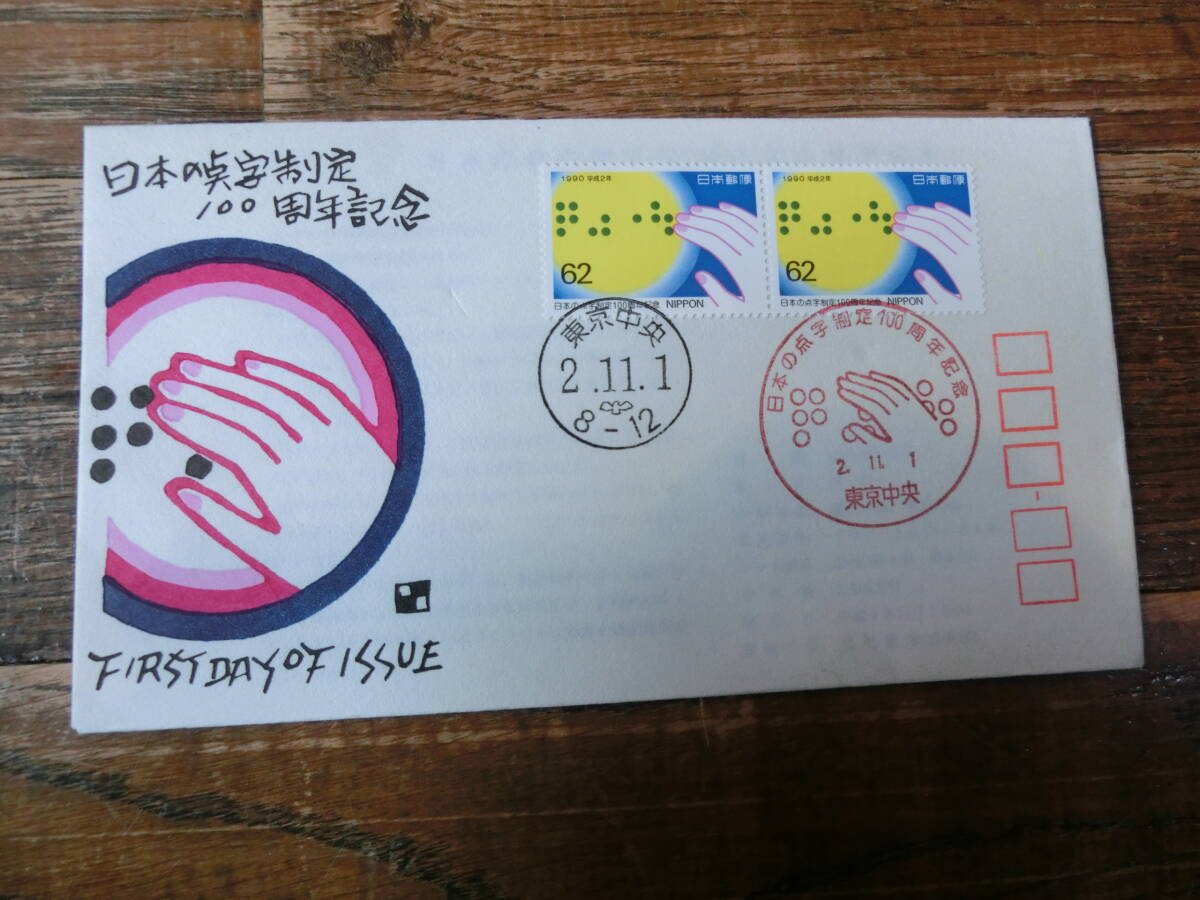 日本の点字制定
100周年記念
1990 平成2年 日本郵便
62
日本の点字制定100周年記念 NIPPON
1990 平成2年 日本郵便
62
日本の点字制定100周年記念 NIPPON
東京中央
2.11.1
8-12
日本の点字制定100周年記念
2. 11. 1
東京中央
FIRST DAY OF ISSUE